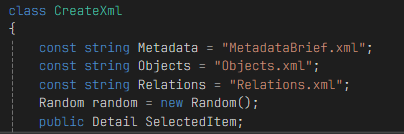 class CreateXml
{
const string Metadata = "MetadataBrief.xml";
const string Objects = "Objects.xml";
const string Relations = "Relations.xml";
Random random = new Random();
public Detail SelectedItem;